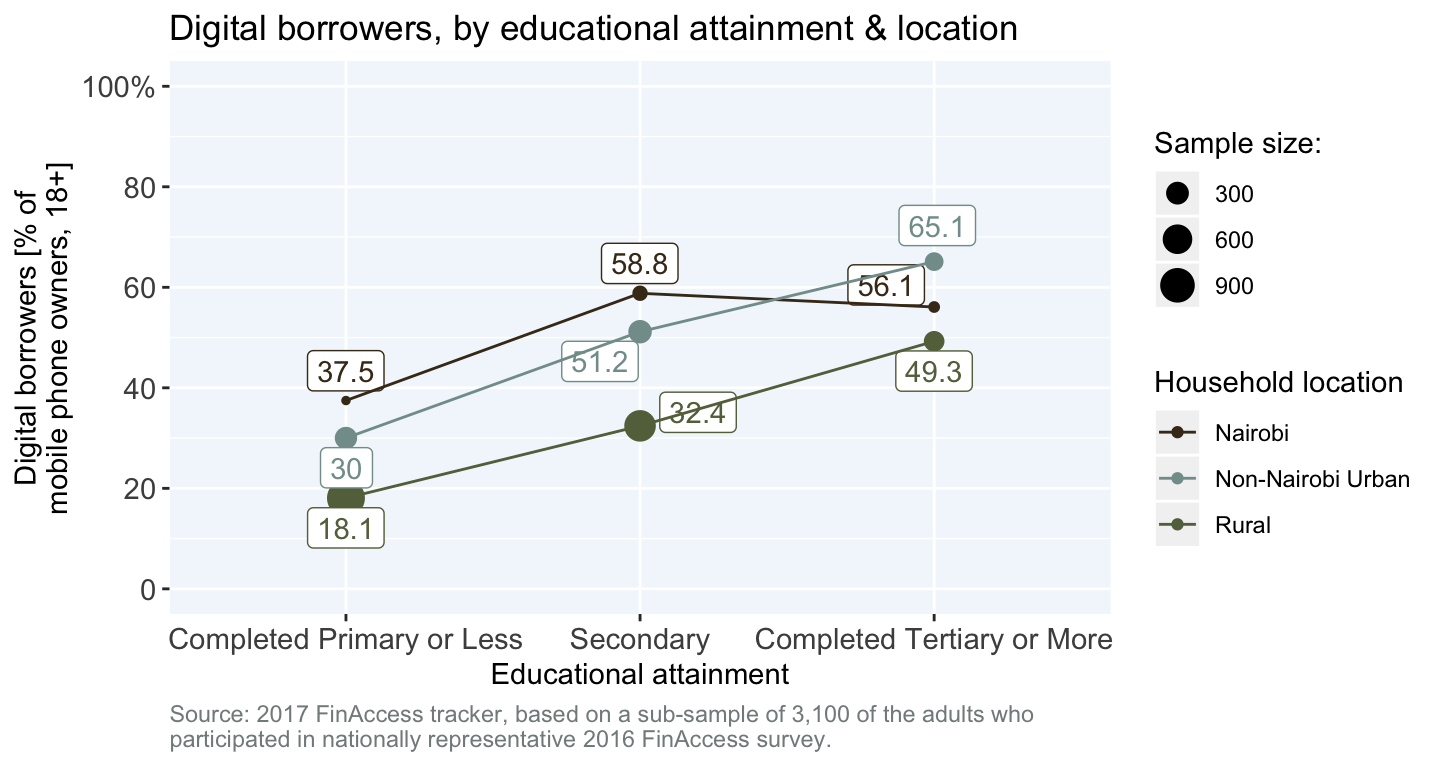 Digital borrowers, by educational attainment & location
Digital borrowers [% of
mobile phone owners, 18+]
100%
80
60
40
20
0
37.5
30
18.1
58.8
51.2
32.4
65.1
56.1
49.3
Completed Primary or Less
Secondary
Completed Tertiary or More
Educational attainment
Sample size:
300
600
900
Household location
Nairobi
Non-Nairobi Urban
Rural
Source: 2017 FinAccess tracker, based on a sub-sample of 3,100 of the adults who
participated in nationally representative 2016 FinAccess survey.